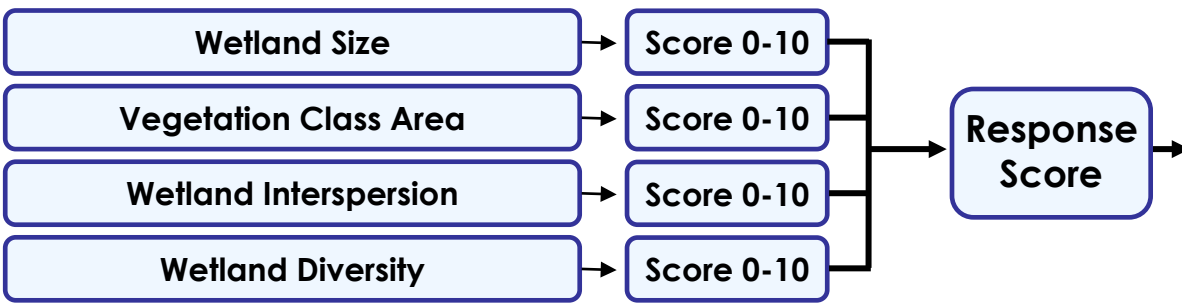 Wetland Size
Score 0-10
Vegetation Class Area
Score 0-10
Wetland Interspersion
Score 0-10
Wetland Diversity
Score 0-10
Response
Score